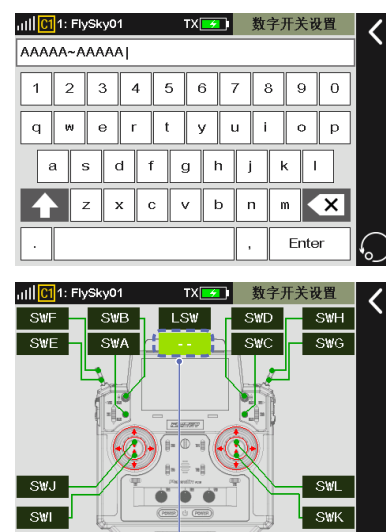 C1 1: FlySky01 TX 数字开关设置
AAAAA~AAAAA
1 2 3 4 5 6 7 8 9 0
q w e r t y u i o p
a s d f g h j k l
z x c v b n m
. , Enter
C1 1: FlySky01 TX 数字开关设置
SWF SWB LSW SWD SWH
SWE SWA -- SWC SWG
SWJ SWL
POWER POWER
SWI SWK